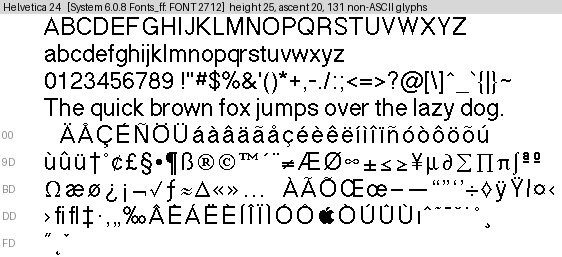 Helvetica 24 [System 6.0.8 Fonts_ff: FONT 2712] height 25, ascent 20, 131 non-ASCII glyphs
ABCDEFGHIJKLMNOPQRSTUVWXYZ
abcdefghijklmnopqrstuvwxyz
0123456789 !"#$%&'()*+,-./:;<=>?@[\]^_`{|}~
The quick brown fox jumps over the lazy dog.
00 ÄÅÇÉÑÖÜáàâäãåçéèêëíìîïñóòôöõú
9D ùûü†°¢£§•¶ß®©™´¨≠ÆØ∞±≤≥¥µ∂∑∏π∫ªº
BD Ωæø¿¡¬√ƒ≈∆«»… ÀÃÕŒœ–—“”‘’÷◊ÿŸ⁄¤‹
DD ›ﬁﬂ‡·‚„‰ÂÊÁËÈÍÎÏÌÓÔÒÚÛÙıˆ˜¯˘˙˚¸
FD ˝˛ˇ